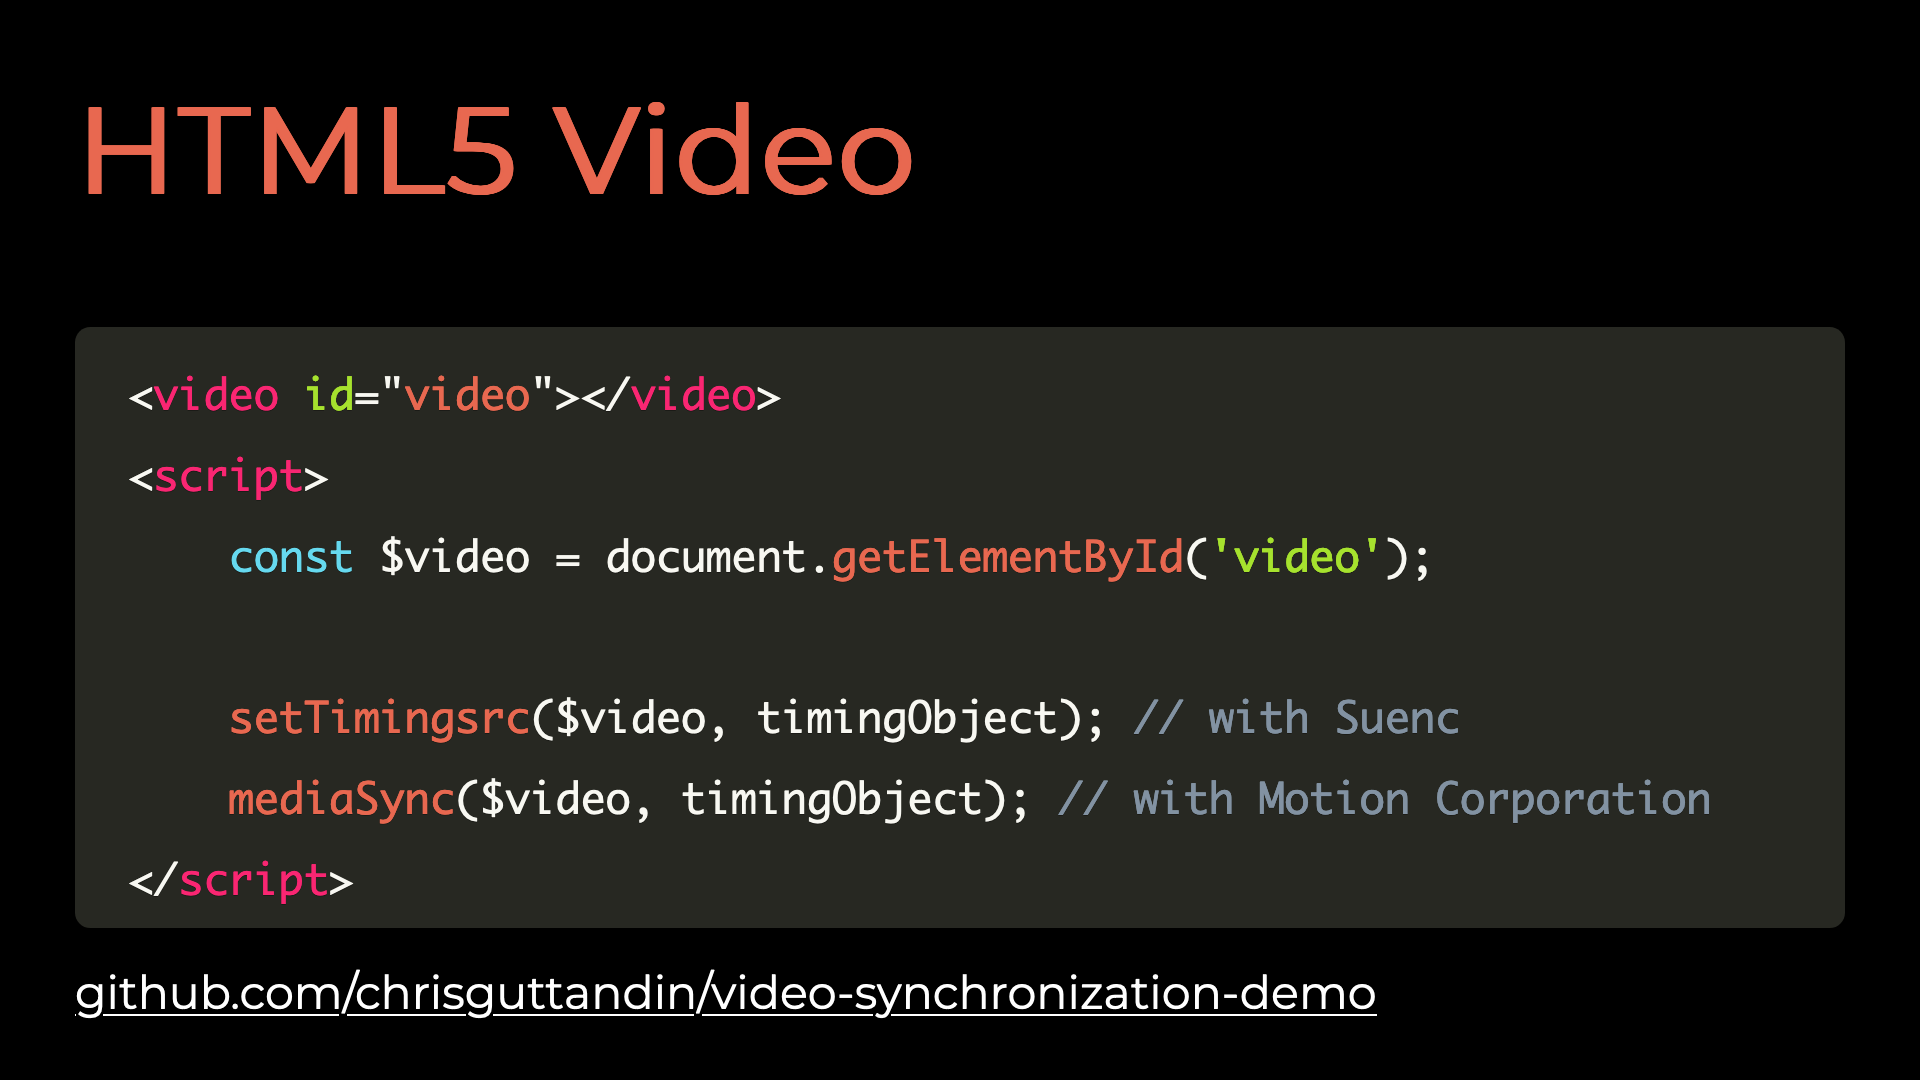 HTML5 Video
<video id="video"></video>
<script>
const $video = document.getElementById('video');
setTimingsrc($video, timingObject); // with Suenc
mediaSync($video, timingObject); // with Motion Corporation
</script>
github.com/chrisguttandin/video-synchronization-demo